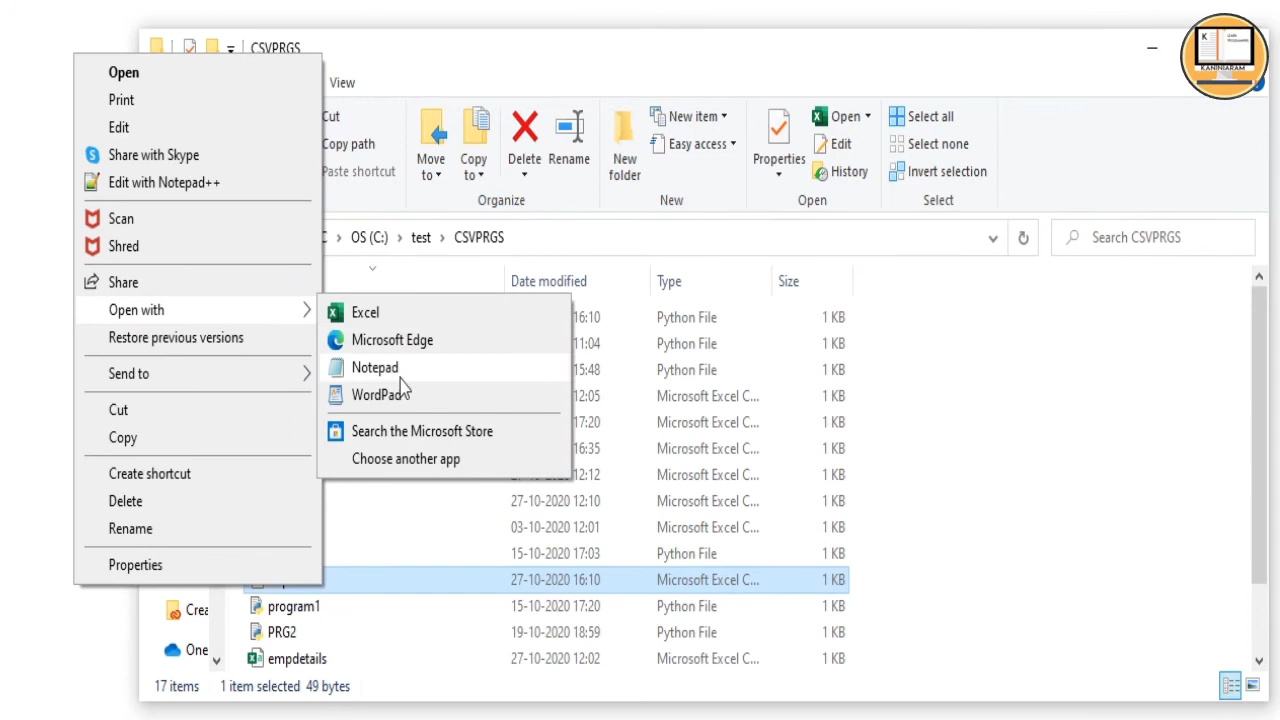 CSVPRGS
K
LEARN
PROGRAMMING
KANINIARAM
View
Cut
Copy path
Paste shortcut
Move to
Copy to
Delete
Rename
Organize
New folder
New item
Easy access
New
Properties
Open
Edit
History
Open
Select all
Select none
Invert selection
Select
C › OS (C:) › test › CSVPRGS
Search CSVPRGS
Date modified Type Size
16:10 Python File 1 KB
11:04 Python File 1 KB
15:48 Python File 1 KB
12:05 Microsoft Excel C... 1 KB
17:20 Microsoft Excel C... 1 KB
16:35 Microsoft Excel C... 1 KB
12:12 Microsoft Excel C... 1 KB
27-10-2020 12:10 Microsoft Excel C... 1 KB
03-10-2020 12:01 Microsoft Excel C... 1 KB
15-10-2020 17:03 Python File 1 KB
27-10-2020 16:10 Microsoft Excel C... 1 KB
program1 15-10-2020 17:20 Python File 1 KB
PRG2 19-10-2020 18:59 Python File 1 KB
empdetails 27-10-2020 12:02 Microsoft Excel C... 1 KB
Crea
One
17 items 1 item selected 49 bytes
Open
Print
Edit
Share with Skype
Edit with Notepad++
Scan
Shred
Share
Open with
Restore previous versions
Send to
Cut
Copy
Create shortcut
Delete
Rename
Properties
Excel
Microsoft Edge
Notepad
WordPad
Search the Microsoft Store
Choose another app